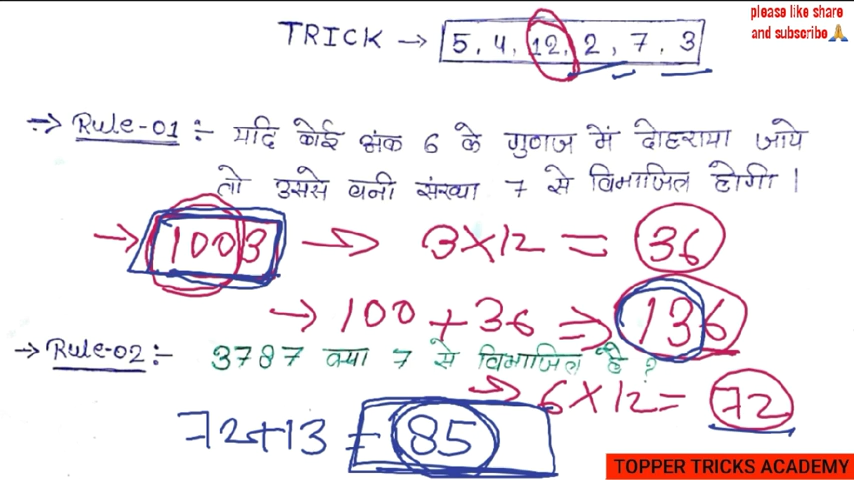 please like share
and subscribe🙏
TRICK → 5, 4, 12, 2, 7, 3
→ Rule-01 :- यदि कोई अंक 6 के गुणज में दोहराया जाये
तो उससे बनी संख्या 7 से विभाजित होगी ।
→ 1003 → 3×12 = 36
→ 100 + 36 ⇒ 136
→ Rule-02 :- 3787 क्या 7 से विभाजित है ?
→ 6×12 = 72
72+13 = 85
TOPPER TRICKS ACADEMY